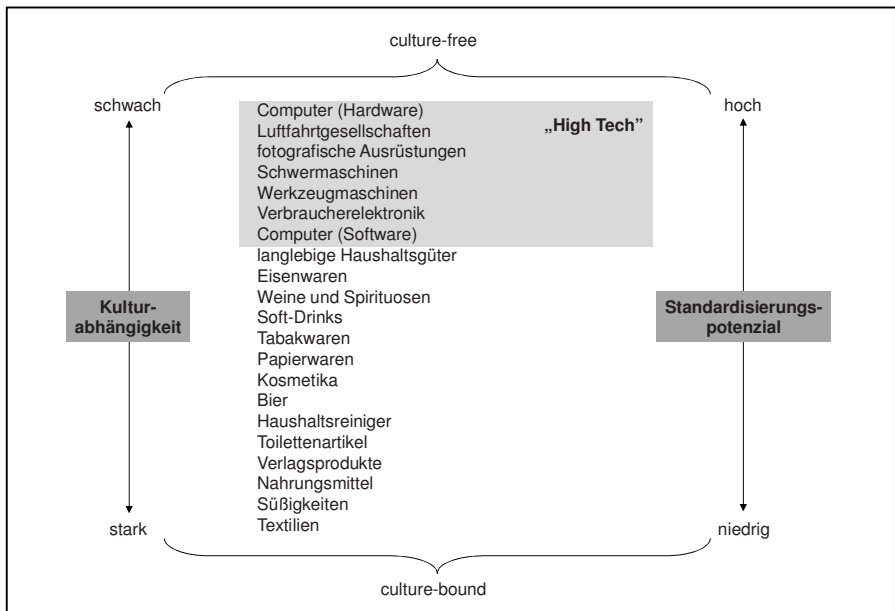 culture-free
schwach
hoch
Computer (Hardware)
„High Tech”
Luftfahrtgesellschaften
fotografische Ausrüstungen
Schwermaschinen
Werkzeugmaschinen
Verbraucherelektronik
Computer (Software)
langlebige Haushaltsgüter
Eisenwaren
Weine und Spirituosen
Kultur-
abhängigkeit
Standardisierungs-
potenzial
Soft-Drinks
Tabakwaren
Papierwaren
Kosmetika
Bier
Haushaltsreiniger
Toilettenartikel
Verlagsprodukte
Nahrungsmittel
Süßigkeiten
Textilien
stark
niedrig
culture-bound